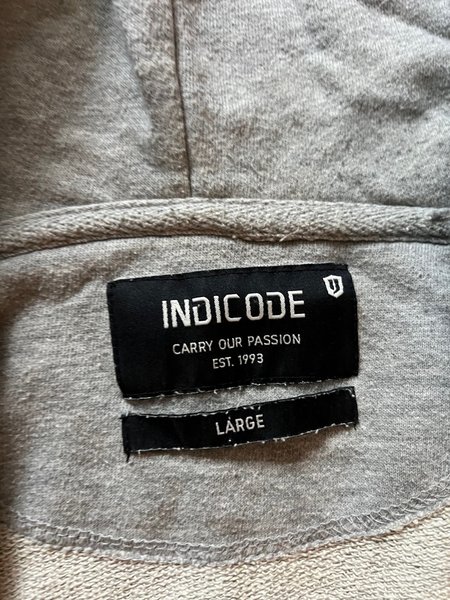 INDICODE
CARRY OUR PASSION
EST. 1993
LARGE